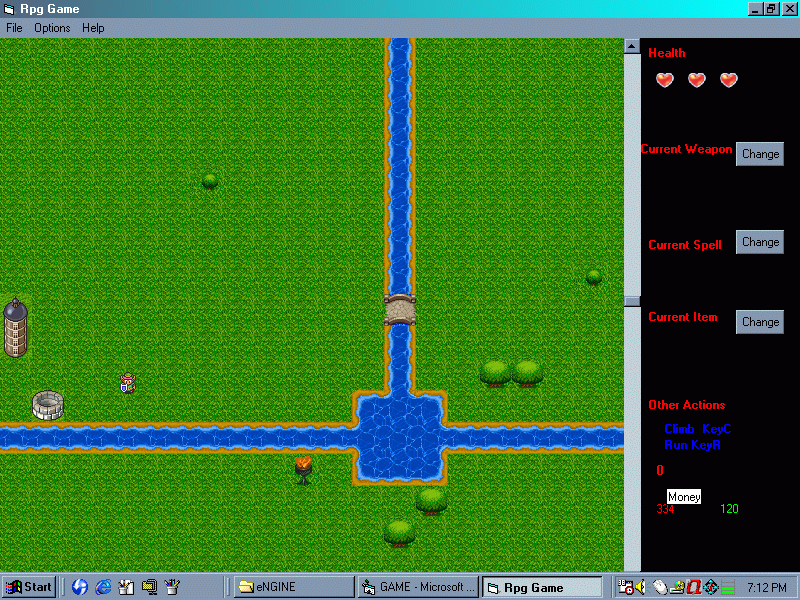 Rpg Game
File Options Help
Health
Current Weapon Change
Current Spell Change
Current Item Change
Other Actions
Climb KeyC
Run KeyR
0
Money
334 120
Start eNGINE GAME - Microsoft ... Rpg Game 7:12 PM